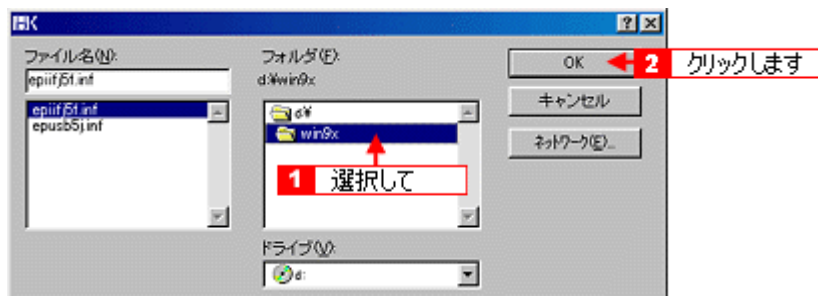 開く
ファイル名(N):
epiifj5f.inf
epiifj5f.inf
epusb5j.inf
フォルダ(F):
d:¥win9x
d:¥
win9x
1 選択して
ドライブ(V):
d:
OK
2 クリックします
キャンセル
ネットワーク(E)...